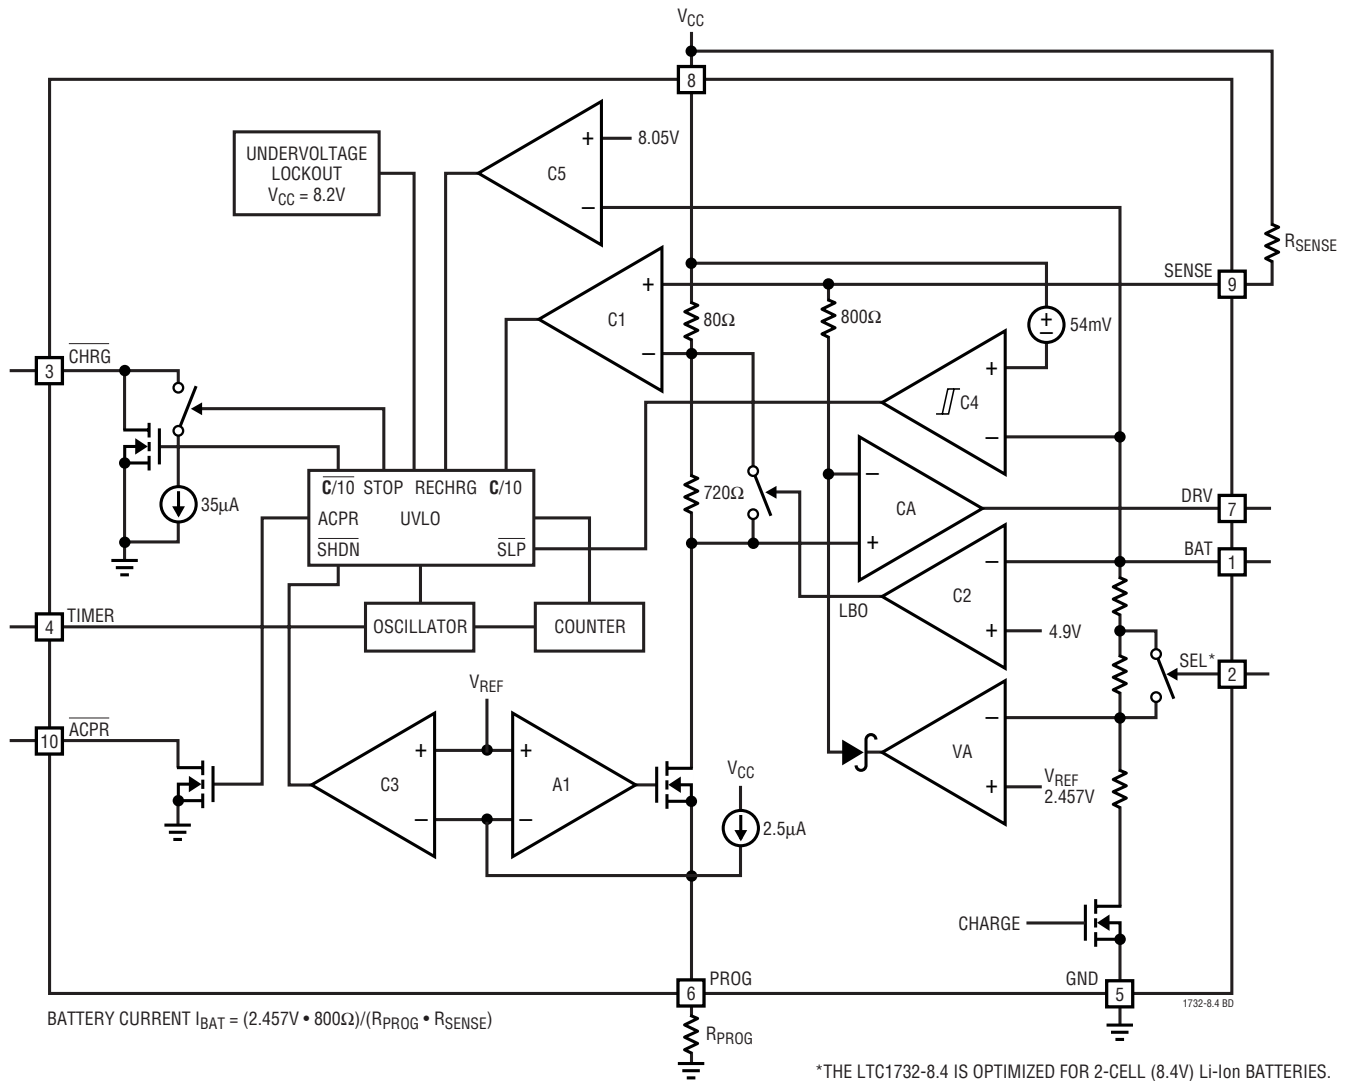 VCC
8
UNDERVOLTAGE
LOCKOUT
VCC = 8.2V
+
8.05V
C5
–
RSENSE
SENSE
9
+
C1
–
80Ω
800Ω
+
–
54mV
3
CHRG
+
C4
–
720Ω
–
CA
+
DRV
7
C/10 STOP RECHRG C/10
ACPR UVLO
SHDN SLP
35µA
BAT
1
–
C2
+
4.9V
LBO
4
TIMER
OSCILLATOR
COUNTER
SEL*
2
VREF
10
ACPR
+
C3
–
+
A1
–
VCC
2.5µA
–
VA
+
VREF
2.457V
CHARGE
6
PROG
GND
5
1732-8.4 BD
BATTERY CURRENT IBAT = (2.457V • 800Ω)/(RPROG • RSENSE)
RPROG
*THE LTC1732-8.4 IS OPTIMIZED FOR 2-CELL (8.4V) Li-Ion BATTERIES.